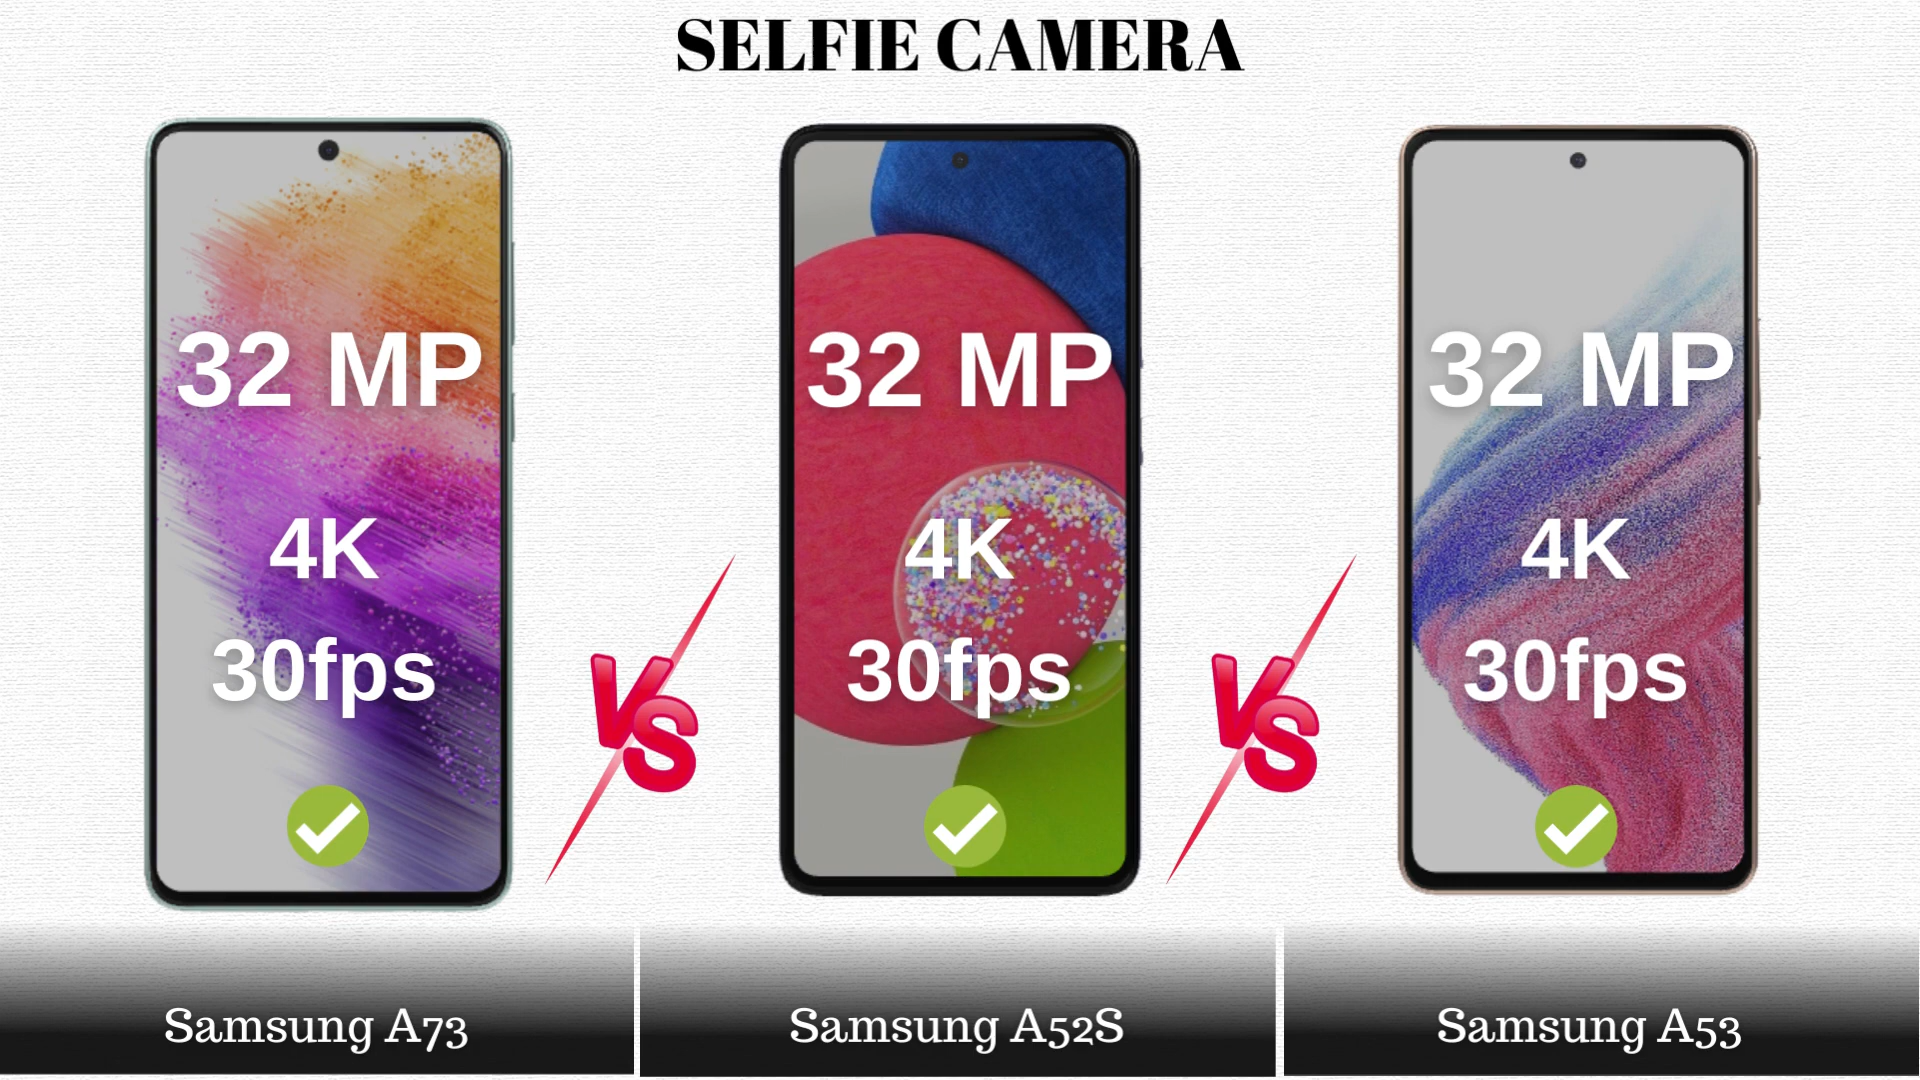 SELFIE CAMERA
32 MP
4K
30fps
VS
32 MP
4K
30fps
VS
32 MP
4K
30fps
Samsung A73
Samsung A52S
Samsung A53